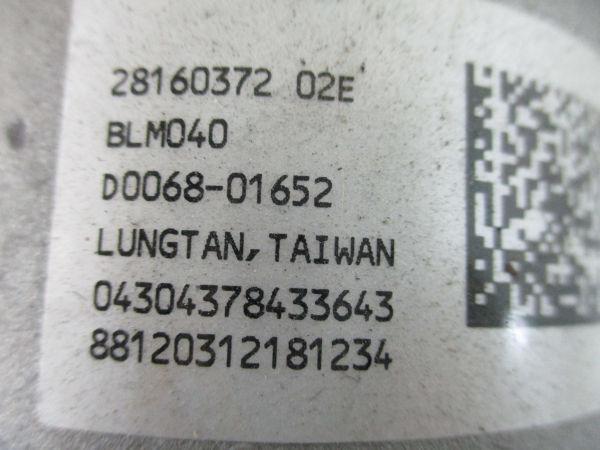 28160372 02E
BLM040
D0068-01652
LUNGTAN, TAIWAN
04304378433643
88120312181234